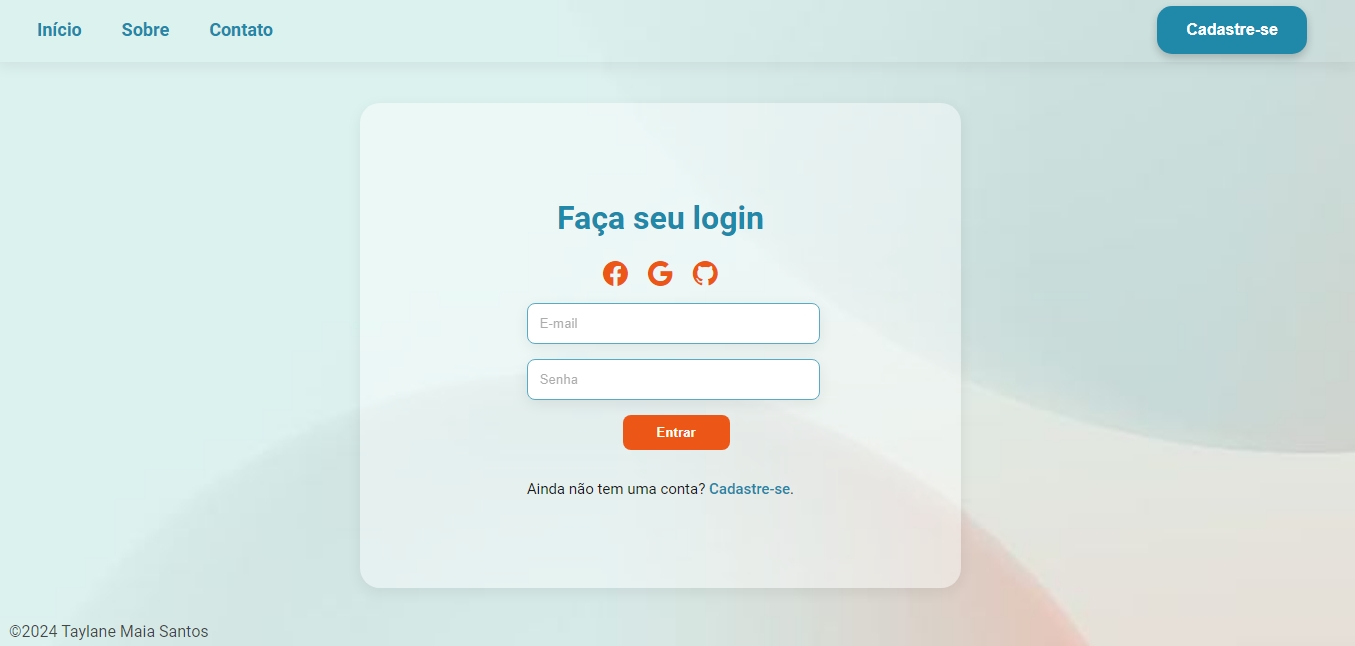 Início Sobre Contato Cadastre-se
Faça seu login
E-mail
Senha
Entrar
Ainda não tem uma conta? Cadastre-se.
©2024 Taylane Maia Santos